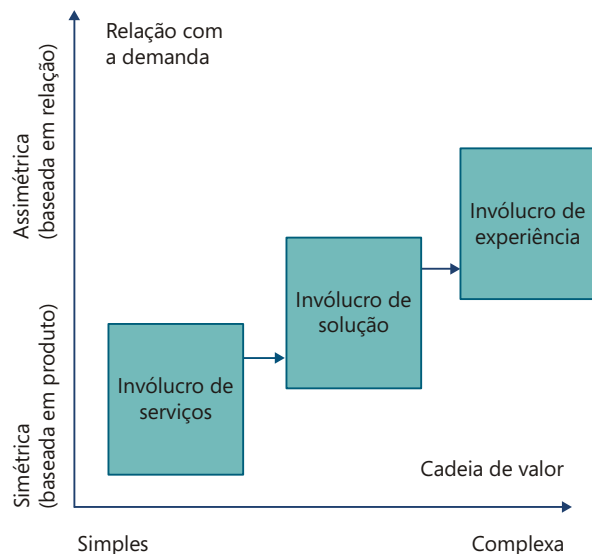 Relação com
a demanda
Assimétrica
(baseada em relação)
Simétrica
(baseada em produto)
Invólucro de
experiência
Invólucro de
solução
Invólucro de
serviços
Cadeia de valor
Simples
Complexa